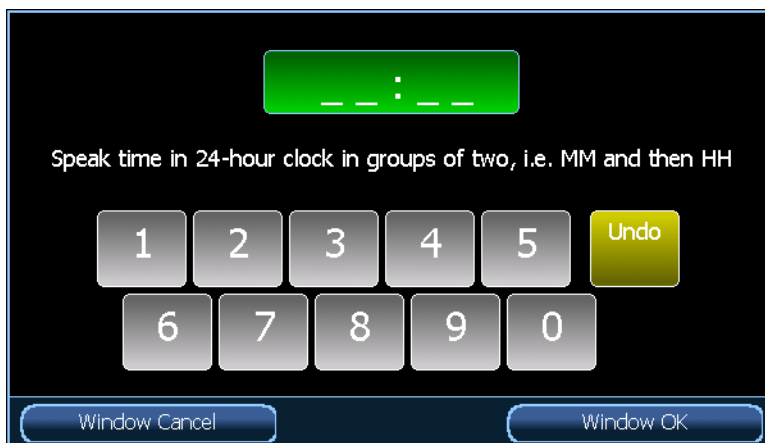 _ _ : _ _
Speak time in 24-hour clock in groups of two, i.e. MM and then HH
1 2 3 4 5 Undo
6 7 8 9 0
Window Cancel Window OK